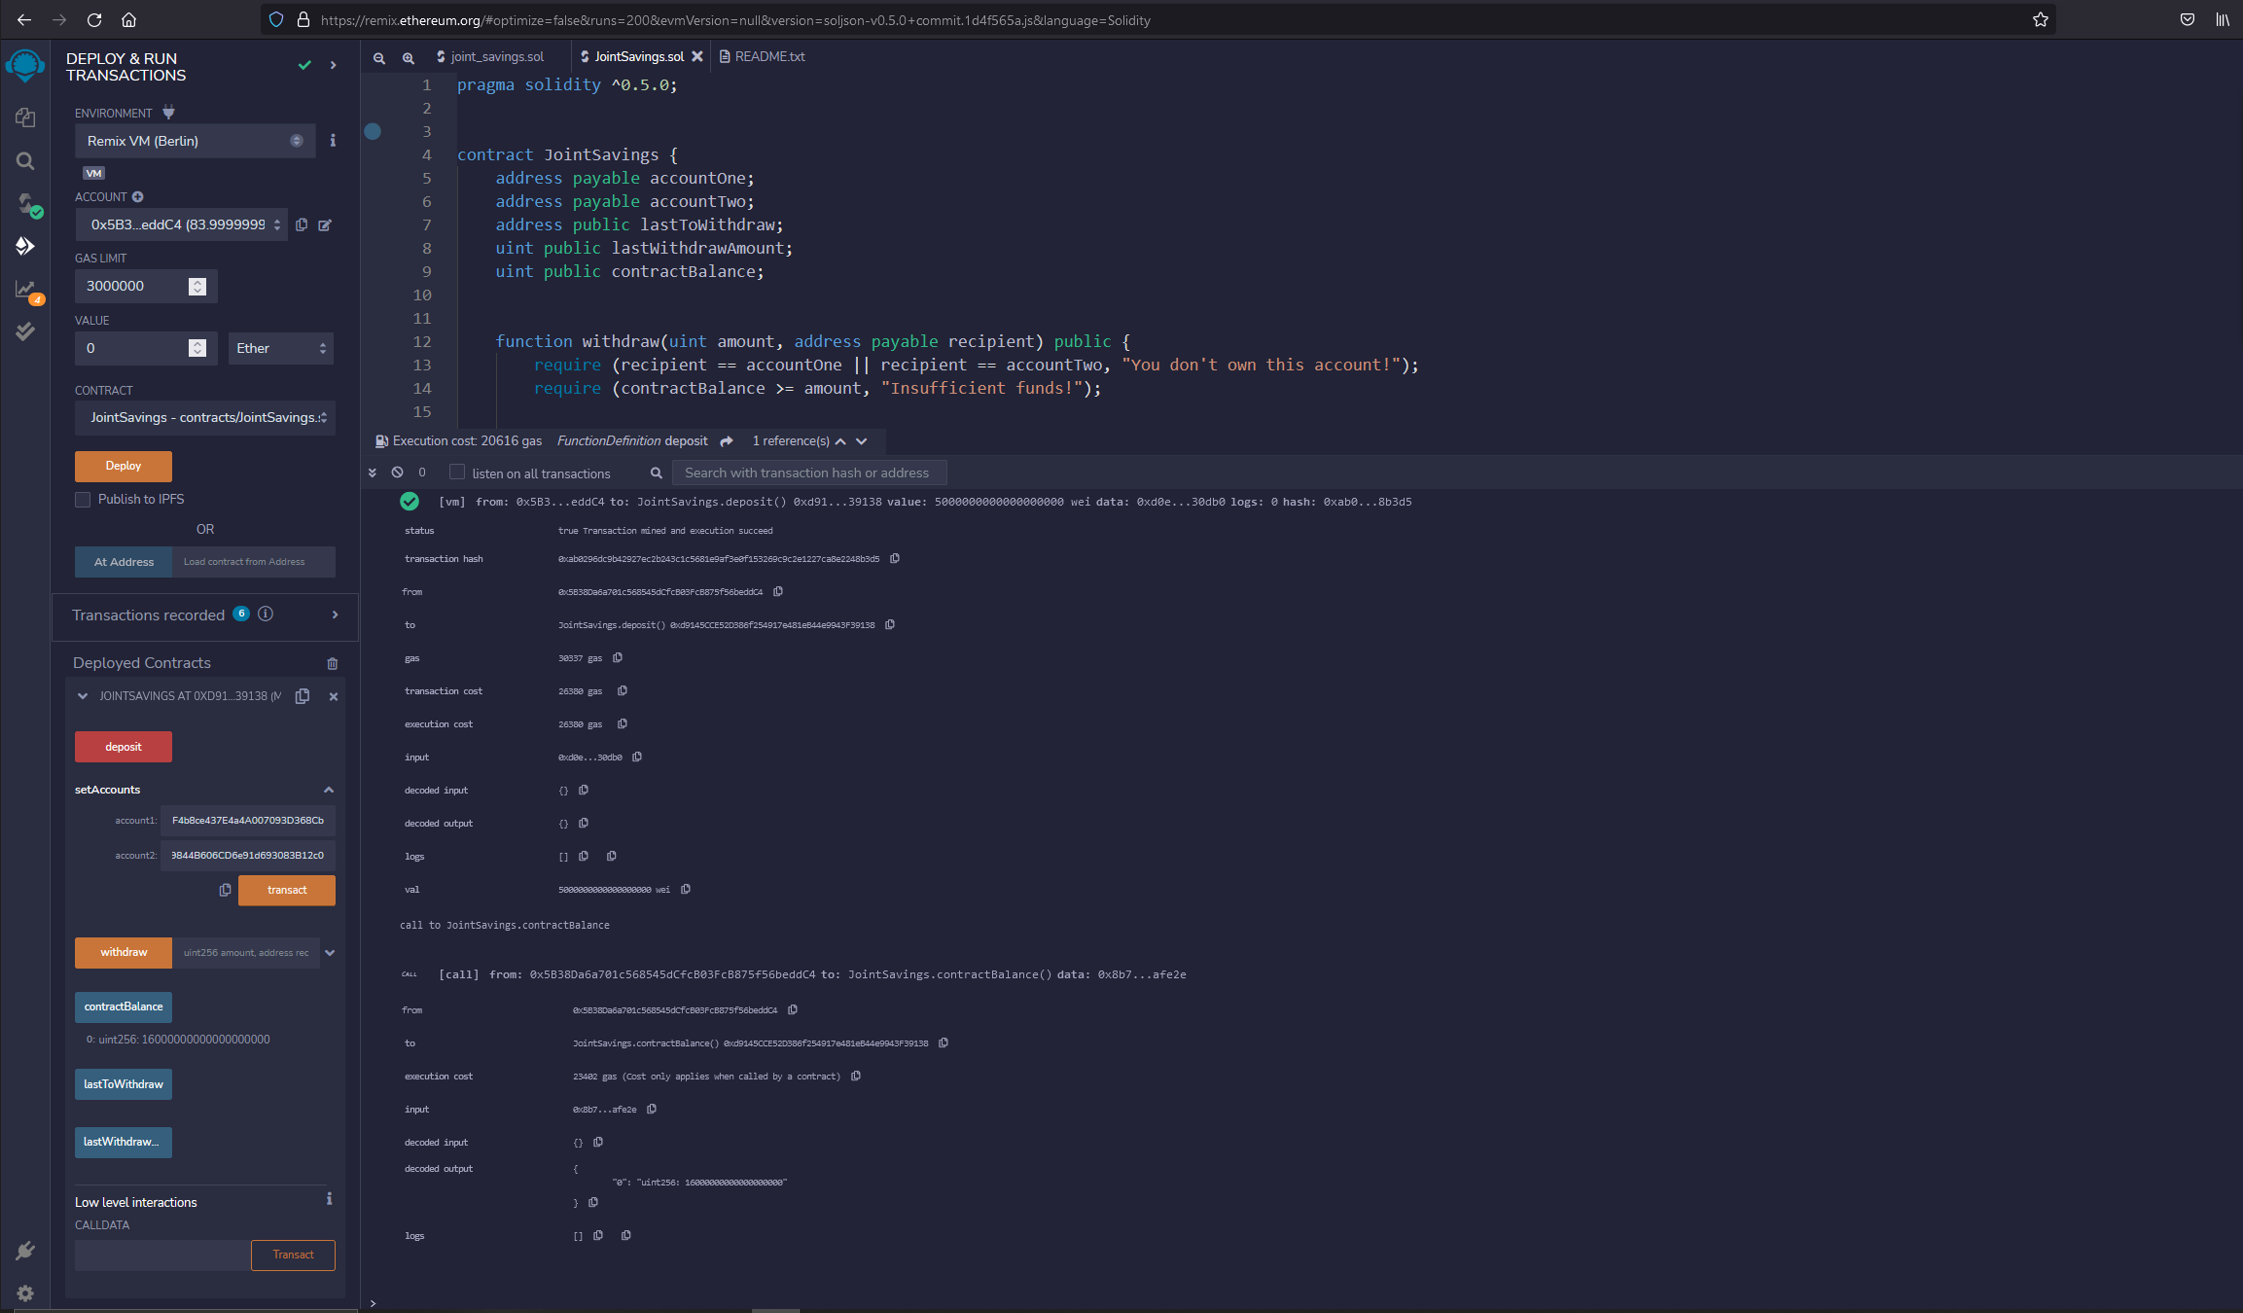 https://remix.ethereum.org/#optimize=false&runs=200&evmVersion=null&version=soljson-v0.5.0+commit.1d4f565a.js&language=Solidity
DEPLOY & RUN
TRANSACTIONS
ENVIRONMENT
Remix VM (Berlin)
VM
ACCOUNT
0x5B3...eddC4 (83.9999999
GAS LIMIT
3000000
VALUE
0
Ether
CONTRACT
JointSavings - contracts/JointSavings.s
Deploy
Publish to IPFS
OR
At Address
Load contract from Address
Transactions recorded 6
Deployed Contracts
JOINTSAVINGS AT 0XD91...39138 (M
deposit
setAccounts
account1: F4b8ce437E4a4A007093D368Cb
account2: 9844B606CD6e91d693083B12c0
transact
withdraw
uint256 amount, address rec
contractBalance
0: uint256: 16000000000000000000
lastToWithdraw
lastWithdraw...
Low level interactions
CALLDATA
Transact
4
joint_savings.sol
JointSavings.sol
README.txt
1 pragma solidity ^0.5.0;
2
3
4 contract JointSavings {
5 address payable accountOne;
6 address payable accountTwo;
7 address public lastToWithdraw;
8 uint public lastWithdrawAmount;
9 uint public contractBalance;
10
11
12 function withdraw(uint amount, address payable recipient) public {
13 require (recipient == accountOne || recipient == accountTwo, "You don't own this account!");
14 require (contractBalance >= amount, "Insufficient funds!");
15
Execution cost: 20616 gas FunctionDefinition deposit 1 reference(s)
0 listen on all transactions Search with transaction hash or address
[vm] from: 0x5B3...eddC4 to: JointSavings.deposit() 0xd91...39138 value: 5000000000000000000 wei data: 0xd0e...30db0 logs: 0 hash: 0xab0...8b3d5
status true Transaction mined and execution succeed
transaction hash 0xab0296dc9b42927ec2b243c1c5681e9af3e0f153269c9c2e1227ca8e2248b3d5
from 0x5B38Da6a701c568545dCfcB03FcB875f56beddC4
to JointSavings.deposit() 0xd9145CCE52D386f254917e481eB44e9943F39138
gas 30337 gas
transaction cost 26380 gas
execution cost 26380 gas
input 0xd0e...30db0
decoded input {}
decoded output {}
logs []
val 5000000000000000000 wei
call to JointSavings.contractBalance
CALL [call] from: 0x5B38Da6a701c568545dCfcB03FcB875f56beddC4 to: JointSavings.contractBalance() data: 0x8b7...afe2e
from 0x5B38Da6a701c568545dCfcB03FcB875f56beddC4
to JointSavings.contractBalance() 0xd9145CCE52D386f254917e481eB44e9943F39138
execution cost 23402 gas (Cost only applies when called by a contract)
input 0x8b7...afe2e
decoded input {}
decoded output {
"0": "uint256: 16000000000000000000"
}
logs []
>